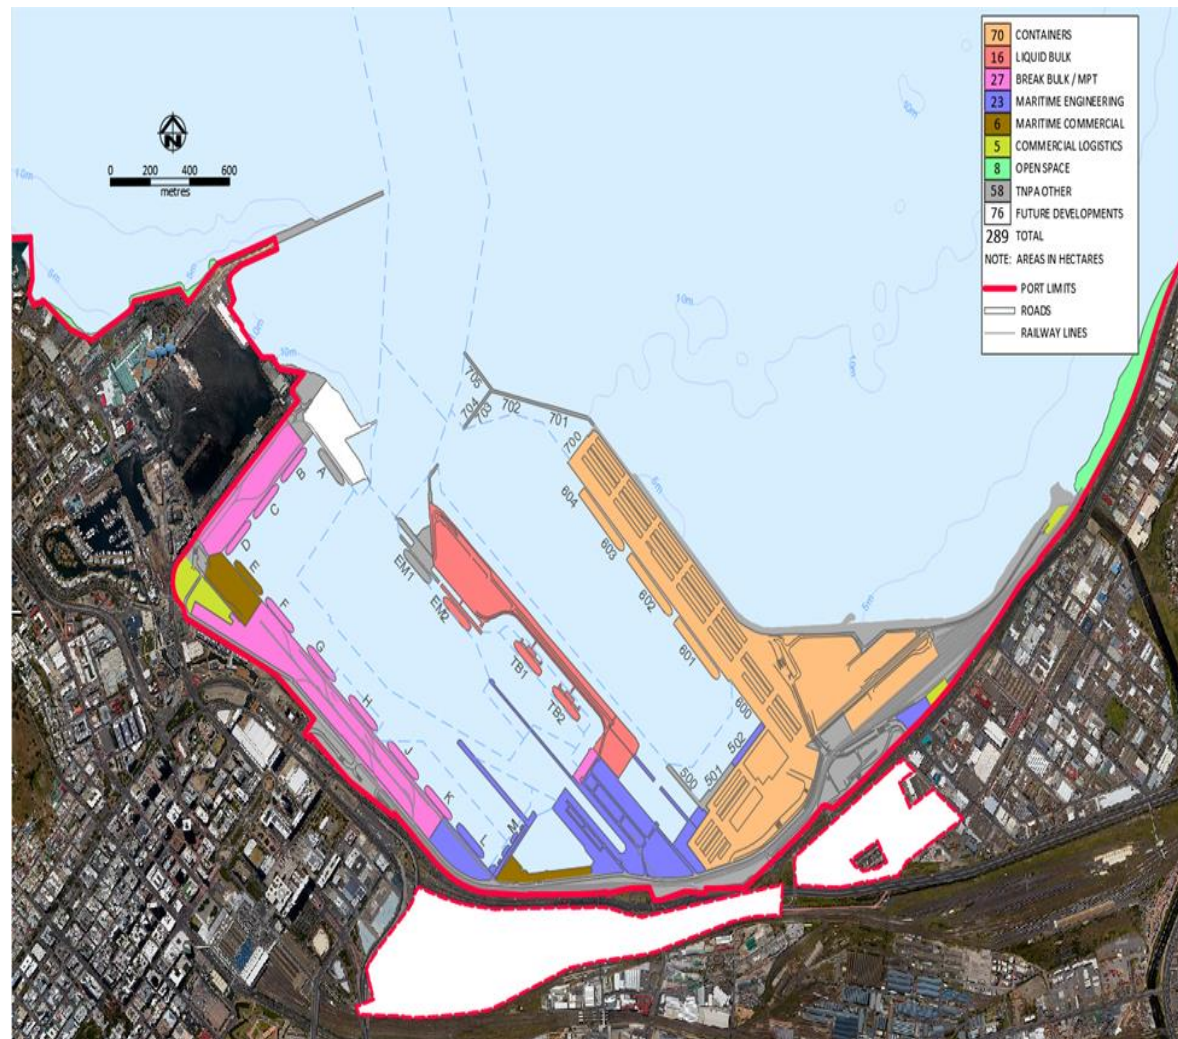 70 CONTAINERS
16 LIQUID BULK
27 BREAK BULK / MPT
23 MARITIME ENGINEERING
6 MARITIME COMMERCIAL
5 COMMERCIAL LOGISTICS
8 OPEN SPACE
58 TNPA OTHER
76 FUTURE DEVELOPMENTS
289 TOTAL
NOTE: AREAS IN HECTARES
PORT LIMITS
ROADS
RAILWAY LINES
N
0 200 400 600
metres
10m
10m
5m
5m
10m
10m
10m
10m
5m
5m
705
704
703
702
701
700
604
603
602
601
600
502
501
500
A
B
C
D
E
F
G
H
J
K
L
M
EM1
EM2
TB1
TB2